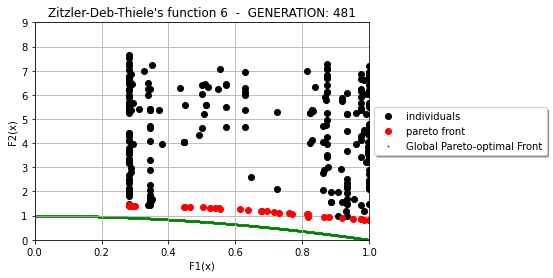 Zitzler-Deb-Thiele's function 6 - GENERATION: 481
9
8
7
6
5
4
3
2
1
0
F2(x)
0.0 0.2 0.4 0.6 0.8 1.0
F1(x)
individuals
pareto front
Global Pareto-optimal Front